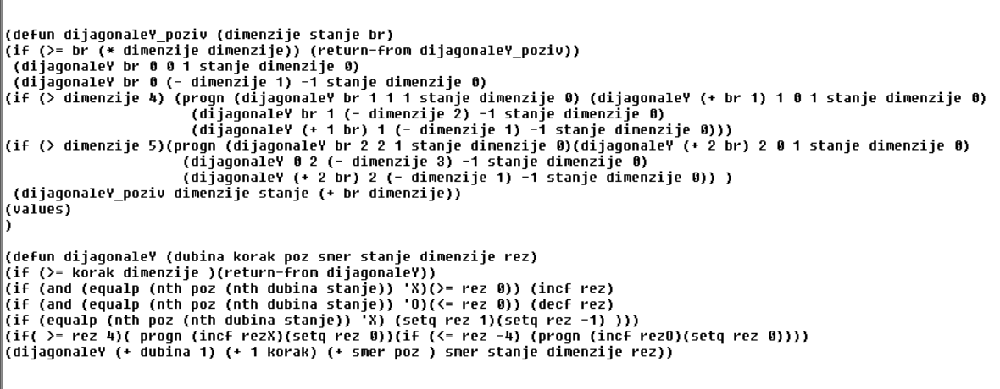 (defun dijagonaleY_poziv (dimenzije stanje br)
(if (>= br (* dimenzije dimenzije)) (return-from dijagonaleY_poziv))
 (dijagonaleY br 0 0 1 stanje dimenzije 0)
 (dijagonaleY br 0 (- dimenzije 1) -1 stanje dimenzije 0)
(if (> dimenzije 4) (progn (dijagonaleY br 1 1 1 stanje dimenzije 0) (dijagonaleY (+ br 1) 1 0 1 stanje dimenzije 0)
                           (dijagonaleY br 1 (- dimenzije 2) -1 stanje dimenzije 0)
                           (dijagonaleY (+ 1 br) 1 (- dimenzije 1) -1 stanje dimenzije 0)))
(if (> dimenzije 5)(progn (dijagonaleY br 2 2 1 stanje dimenzije 0)(dijagonaleY (+ 2 br) 2 0 1 stanje dimenzije 0)
                          (dijagonaleY 0 2 (- dimenzije 3) -1 stanje dimenzije 0)
                          (dijagonaleY (+ 2 br) 2 (- dimenzije 1) -1 stanje dimenzije 0)) )
 (dijagonaleY_poziv dimenzije stanje (+ br dimenzije))
(values)
)

(defun dijagonaleY (dubina korak poz smer stanje dimenzije rez)
(if (>= korak dimenzije )(return-from dijagonaleY))
(if (and (equalp (nth poz (nth dubina stanje)) 'X)(>= rez 0)) (incf rez)
(if (and (equalp (nth poz (nth dubina stanje)) 'O)(<= rez 0)) (decf rez)
(if (equalp (nth poz (nth dubina stanje)) 'X) (setq rez 1)(setq rez -1) )))
(if( >= rez 4)( progn (incf rezX)(setq rez 0))(if (<= rez -4) (progn (incf rezO)(setq rez 0))))
(dijagonaleY (+ dubina 1) (+ 1 korak) (+ smer poz ) smer stanje dimenzije rez))